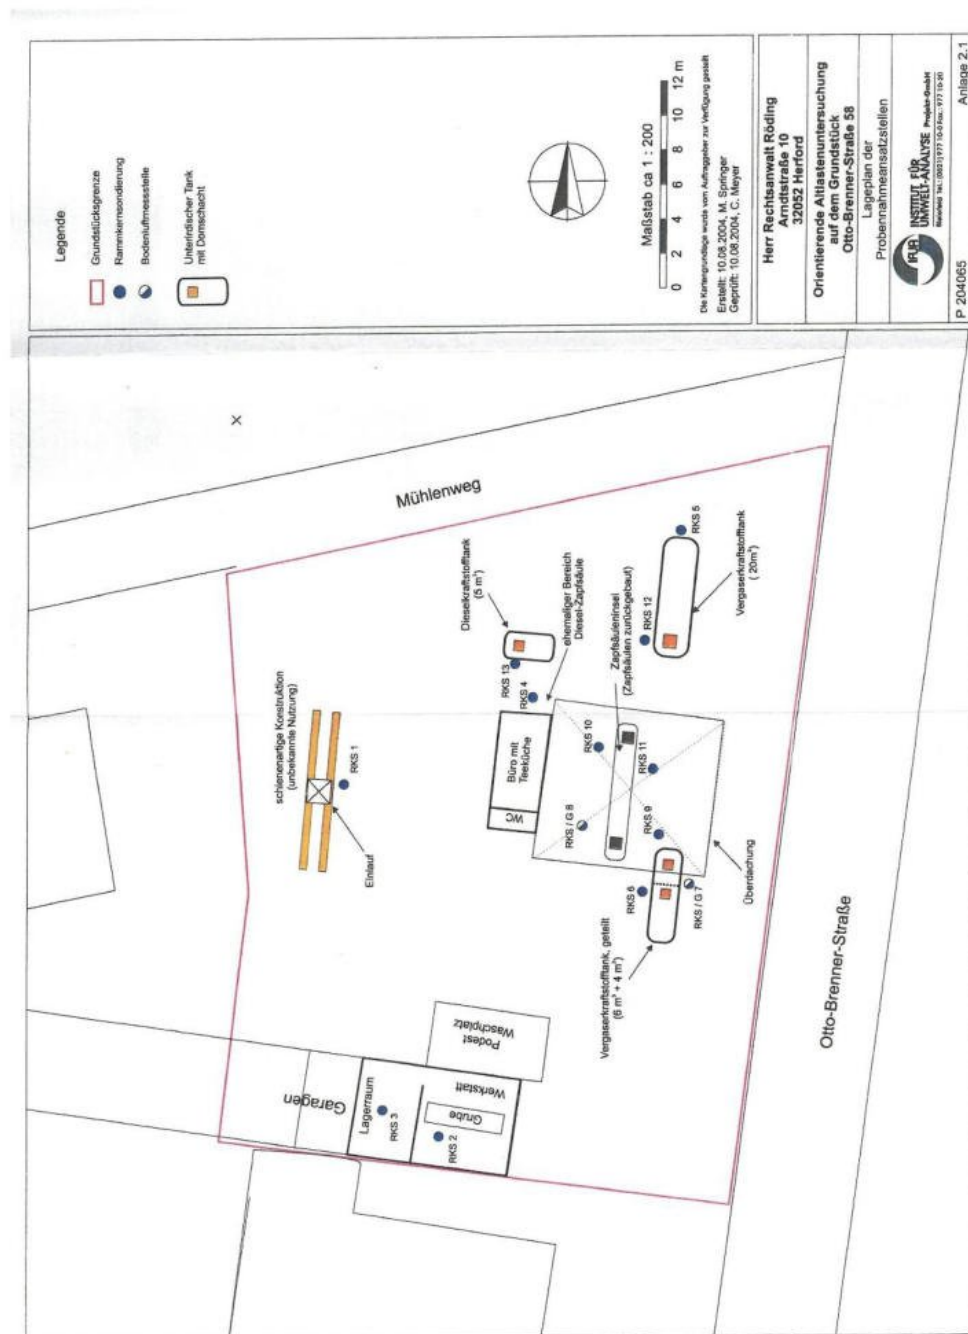 Legende
Grundstücksgrenze
Rammkernsondierung
Bodenluftmessstelle
Unterirdischer Tank
mit Domschacht
Maßstab ca 1 : 200
0 2 4 6 8 10 12 m
Die Kartengrundlage wurde vom Auftraggeber zur Verfügung gestellt
Erstellt: 10.08.2004, M. Springer
Geprüft: 10.08.2004, C. Meyer
Herr Rechtsanwalt Röding
Arndtstraße 10
32052 Herford
Orientierende Altlastenuntersuchung
auf dem Grundstück
Otto-Brenner-Straße 58
Lageplan der
Probennahmeansatzstellen
IFUA
INSTITUT FÜR
UMWELT-ANALYSE Projekt-GmbH
P 204065
Anlage 2.1
Mühlenweg
schienenartige Konstruktion
(unbekannte Nutzung)
RKS 1
Einlauf
Dieselkraftstofftank
(5 m³)
RKS 13
RKS 4
ehemaliger Bereich
Diesel-Zapfsäule
Büro mit
Teeküche
WC
Zapfsäuleninsel
(Zapfsäulen zurückgebaut)
RKS 12
RKS 5
Vergaserkraftstofftank
( 20m³)
RKS 10
RKS 11
RKS / G 8
RKS 9
RKS 6
RKS / G 7
Überdachung
Vergaserkraftstofftank, geteilt
(6 m³ + 4 m³)
Garagen
Lagerraum
RKS 3
RKS 2
Grube
Werkstatt
Podest
Waschplatz
Otto-Brenner-Straße